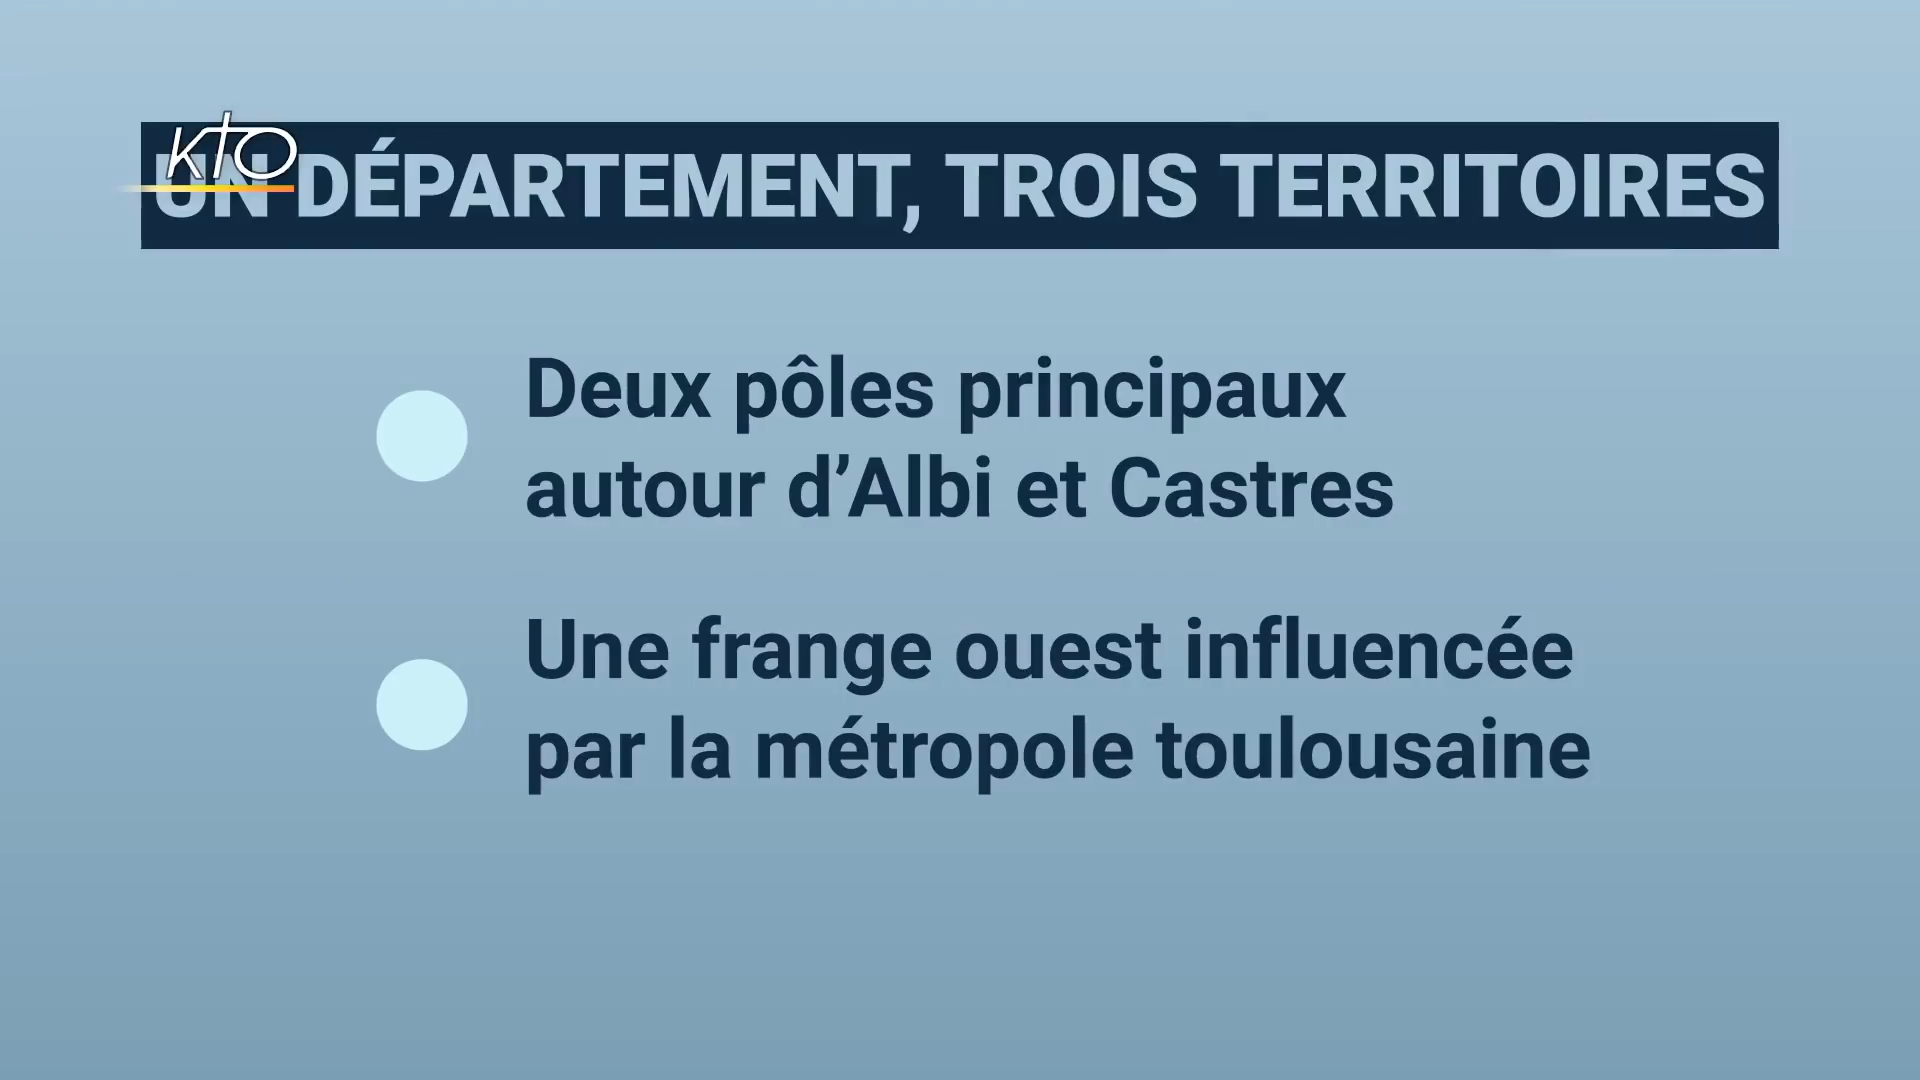 KTO
UN DÉPARTEMENT, TROIS TERRITOIRES
Deux pôles principaux
autour d’Albi et Castres
Une frange ouest influencée
par la métropole toulousaine